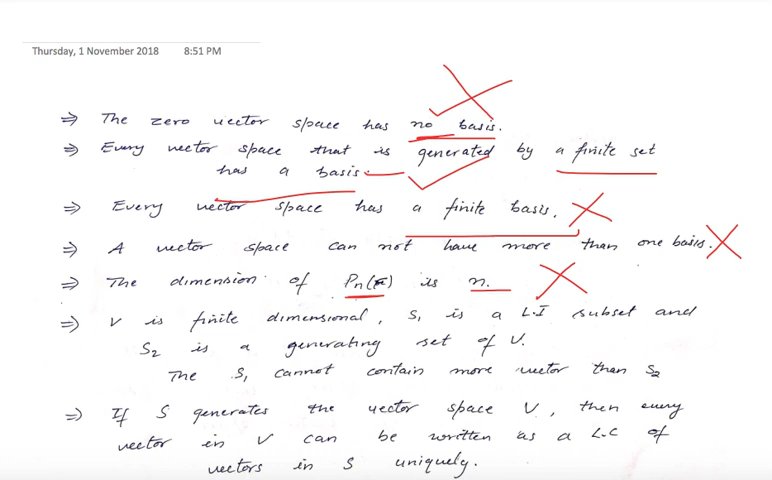 Thursday, 1 November 2018 8:51 PM
⇒ The zero vector space has no basis.
⇒ Every vector space that is generated by a finite set
has a basis.
⇒ Every vector space has a finite basis.
⇒ A vector space can not have more than one basis.
⇒ The dimension of Pn(F) is n.
⇒ V is finite dimensional, S1 is a L.I subset and
S2 is a generating set of V.
The S1 cannot contain more vector than S2
⇒ If S generates the vector space V, then every
vector in V can be written as a L.C of
vectors in S uniquely.